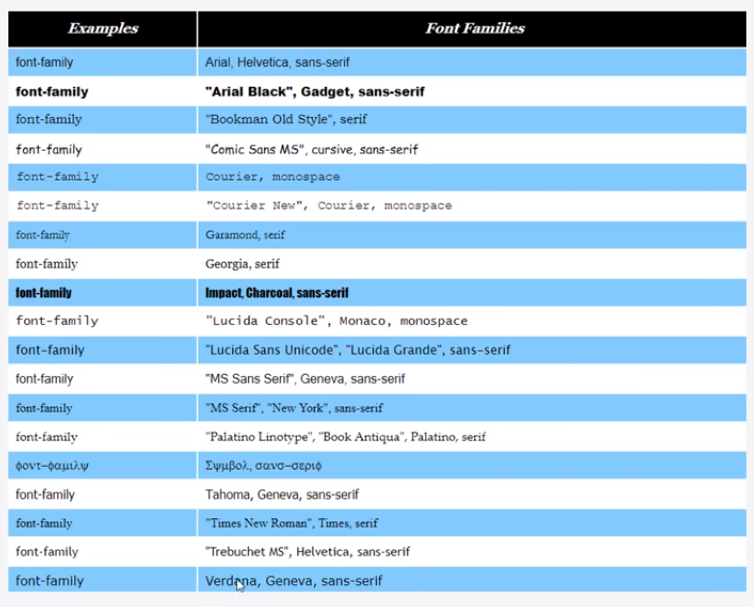 Examples Font Families
font-family Arial, Helvetica, sans-serif
font-family "Arial Black", Gadget, sans-serif
font-family "Bookman Old Style", serif
font-family "Comic Sans MS", cursive, sans-serif
font-family Courier, monospace
font-family "Courier New", Courier, monospace
font-family Garamond, serif
font-family Georgia, serif
font-family Impact, Charcoal, sans-serif
font-family "Lucida Console", Monaco, monospace
font-family "Lucida Sans Unicode", "Lucida Grande", sans-serif
font-family "MS Sans Serif", Geneva, sans-serif
font-family "MS Serif", "New York", sans-serif
font-family "Palatino Linotype", "Book Antiqua", Palatino, serif
φοντ–φαμιλψ Σψμβολ, σανσ–σεριφ
font-family Tahoma, Geneva, sans-serif
font-family "Times New Roman", Times, serif
font-family "Trebuchet MS", Helvetica, sans-serif
font-family Verdana, Geneva, sans-serif